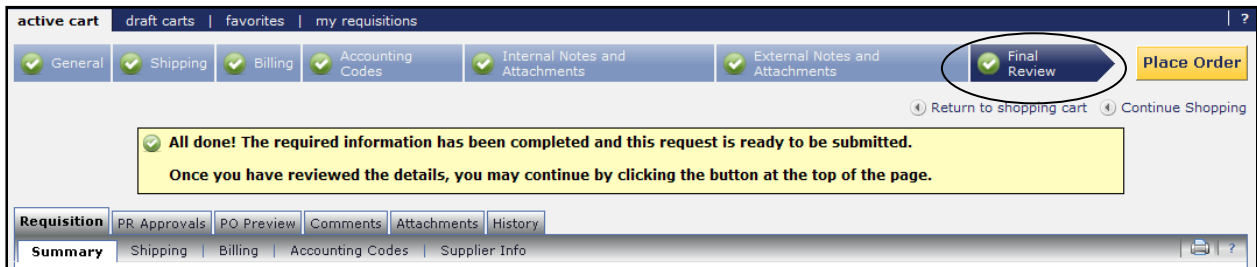 active cart draft carts | favorites | my requisitions | ?
General Shipping Billing Accounting Codes Internal Notes and Attachments External Notes and Attachments Final Review Place Order
Return to shopping cart Continue Shopping
All done! The required information has been completed and this request is ready to be submitted.
Once you have reviewed the details, you may continue by clicking the button at the top of the page.
Requisition PR Approvals PO Preview Comments Attachments History
Summary Shipping | Billing | Accounting Codes | Supplier Info | ?